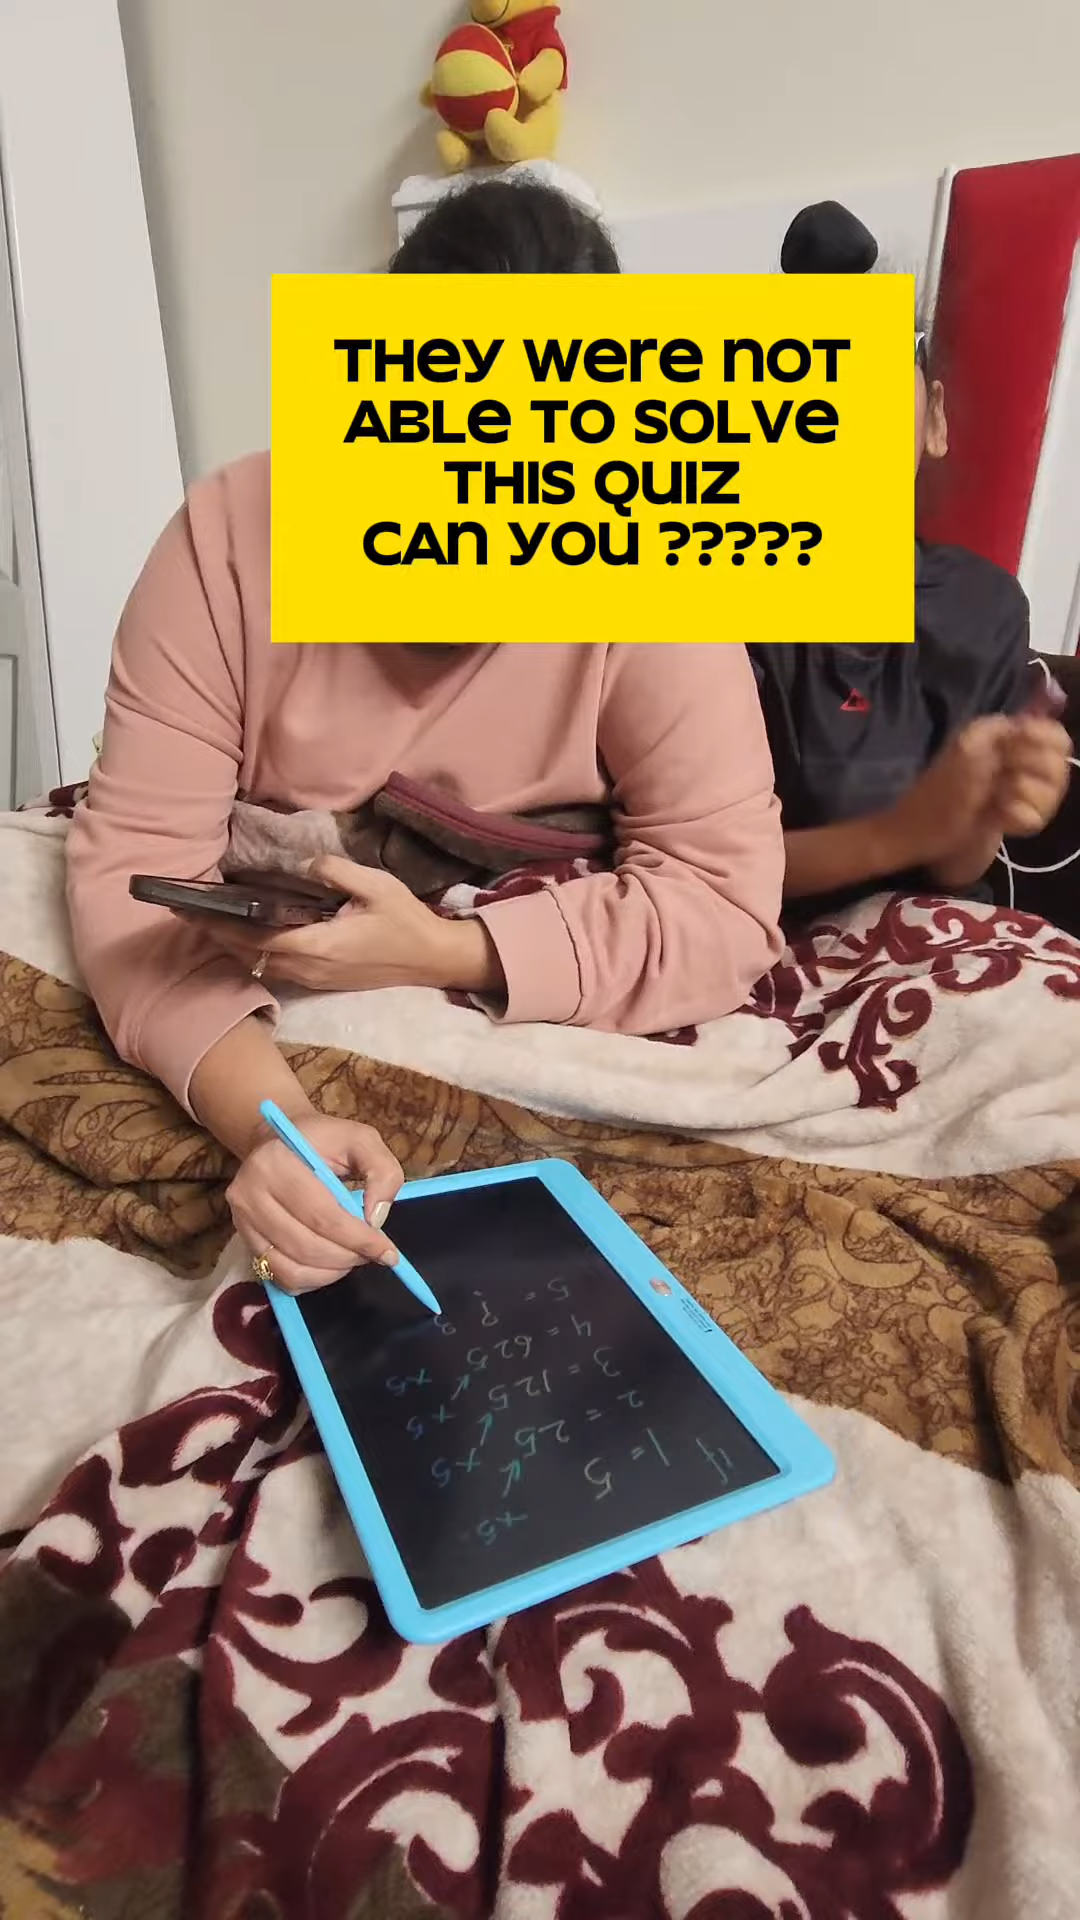 THEY WERE NOT
ABLE TO SOLVE
THIS QUIZ
CAN YOU ?????
If 1 = 5
2 = 25
3 = 125
4 = 625
5 = ?
×5
×5
×5
×5